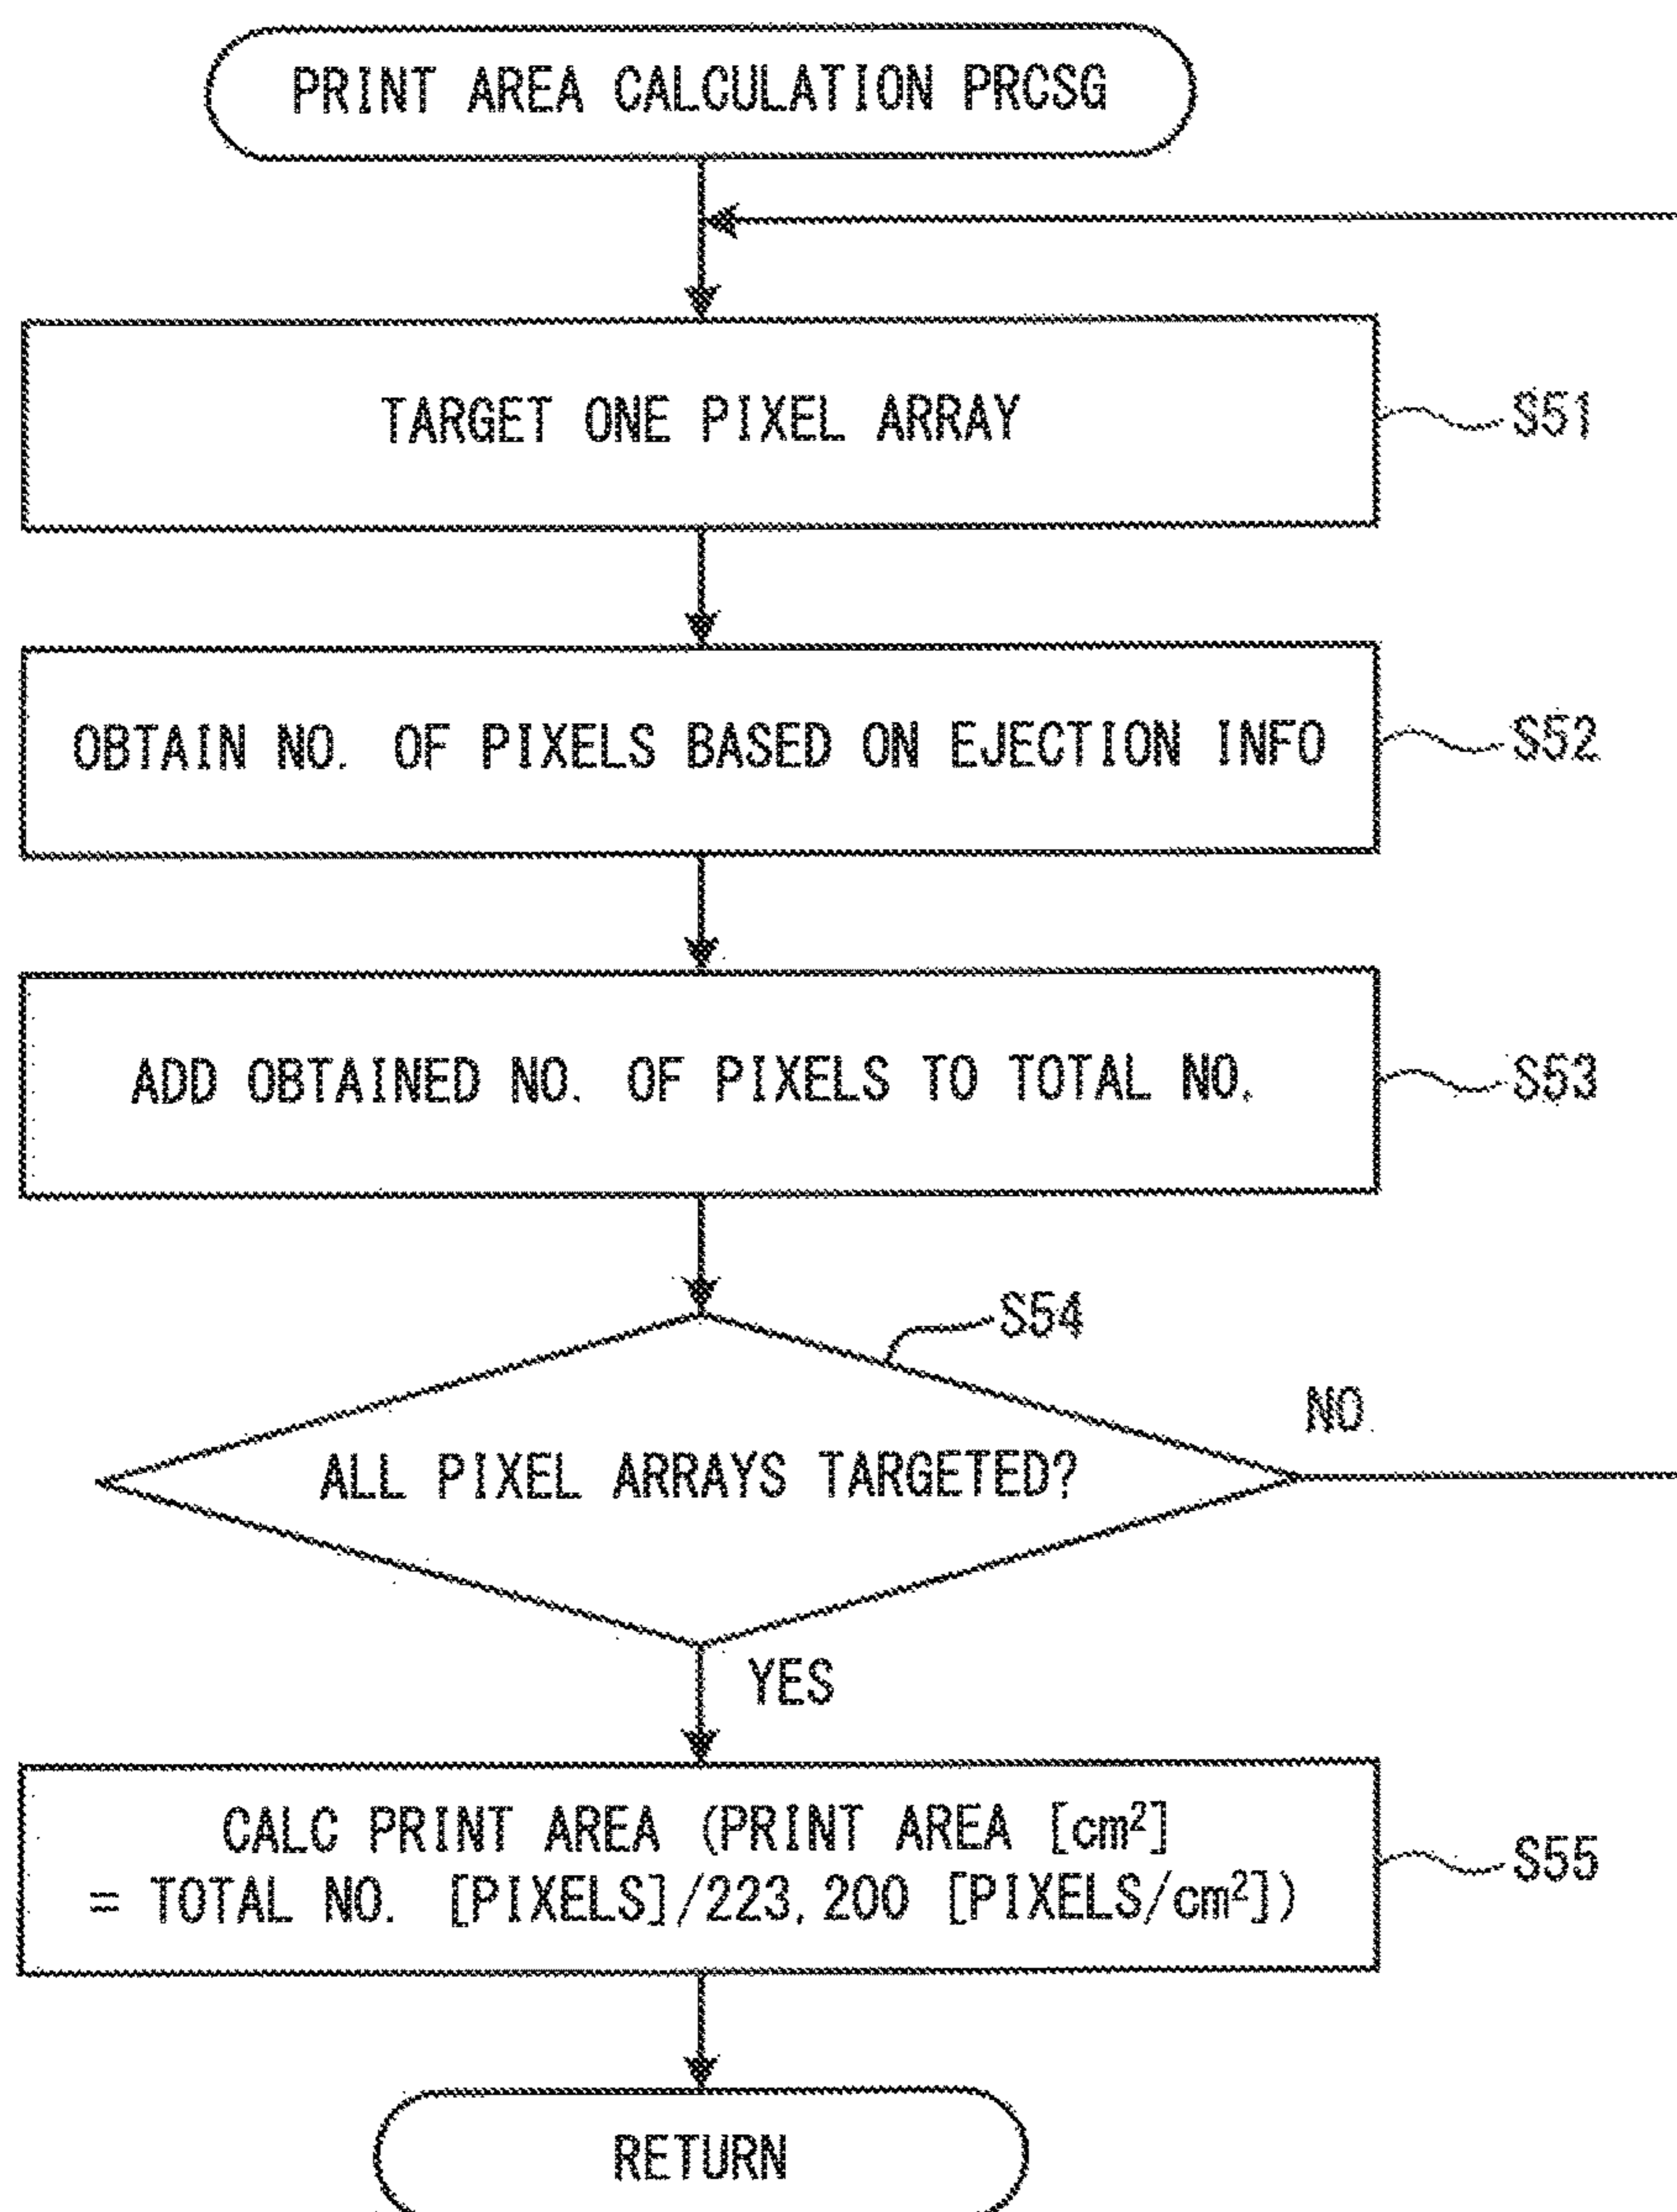 PRINT AREA CALCULATION PRCSG
TARGET ONE PIXEL ARRAY
S51
OBTAIN NO. OF PIXELS BASED ON EJECTION INFO
S52
ADD OBTAINED NO. OF PIXELS TO TOTAL NO.
S53
S54
NO
ALL PIXEL ARRAYS TARGETED?
YES
CALC PRINT AREA (PRINT AREA [cm²]
= TOTAL NO. [PIXELS]/223,200 [PIXELS/cm²])
S55
RETURN